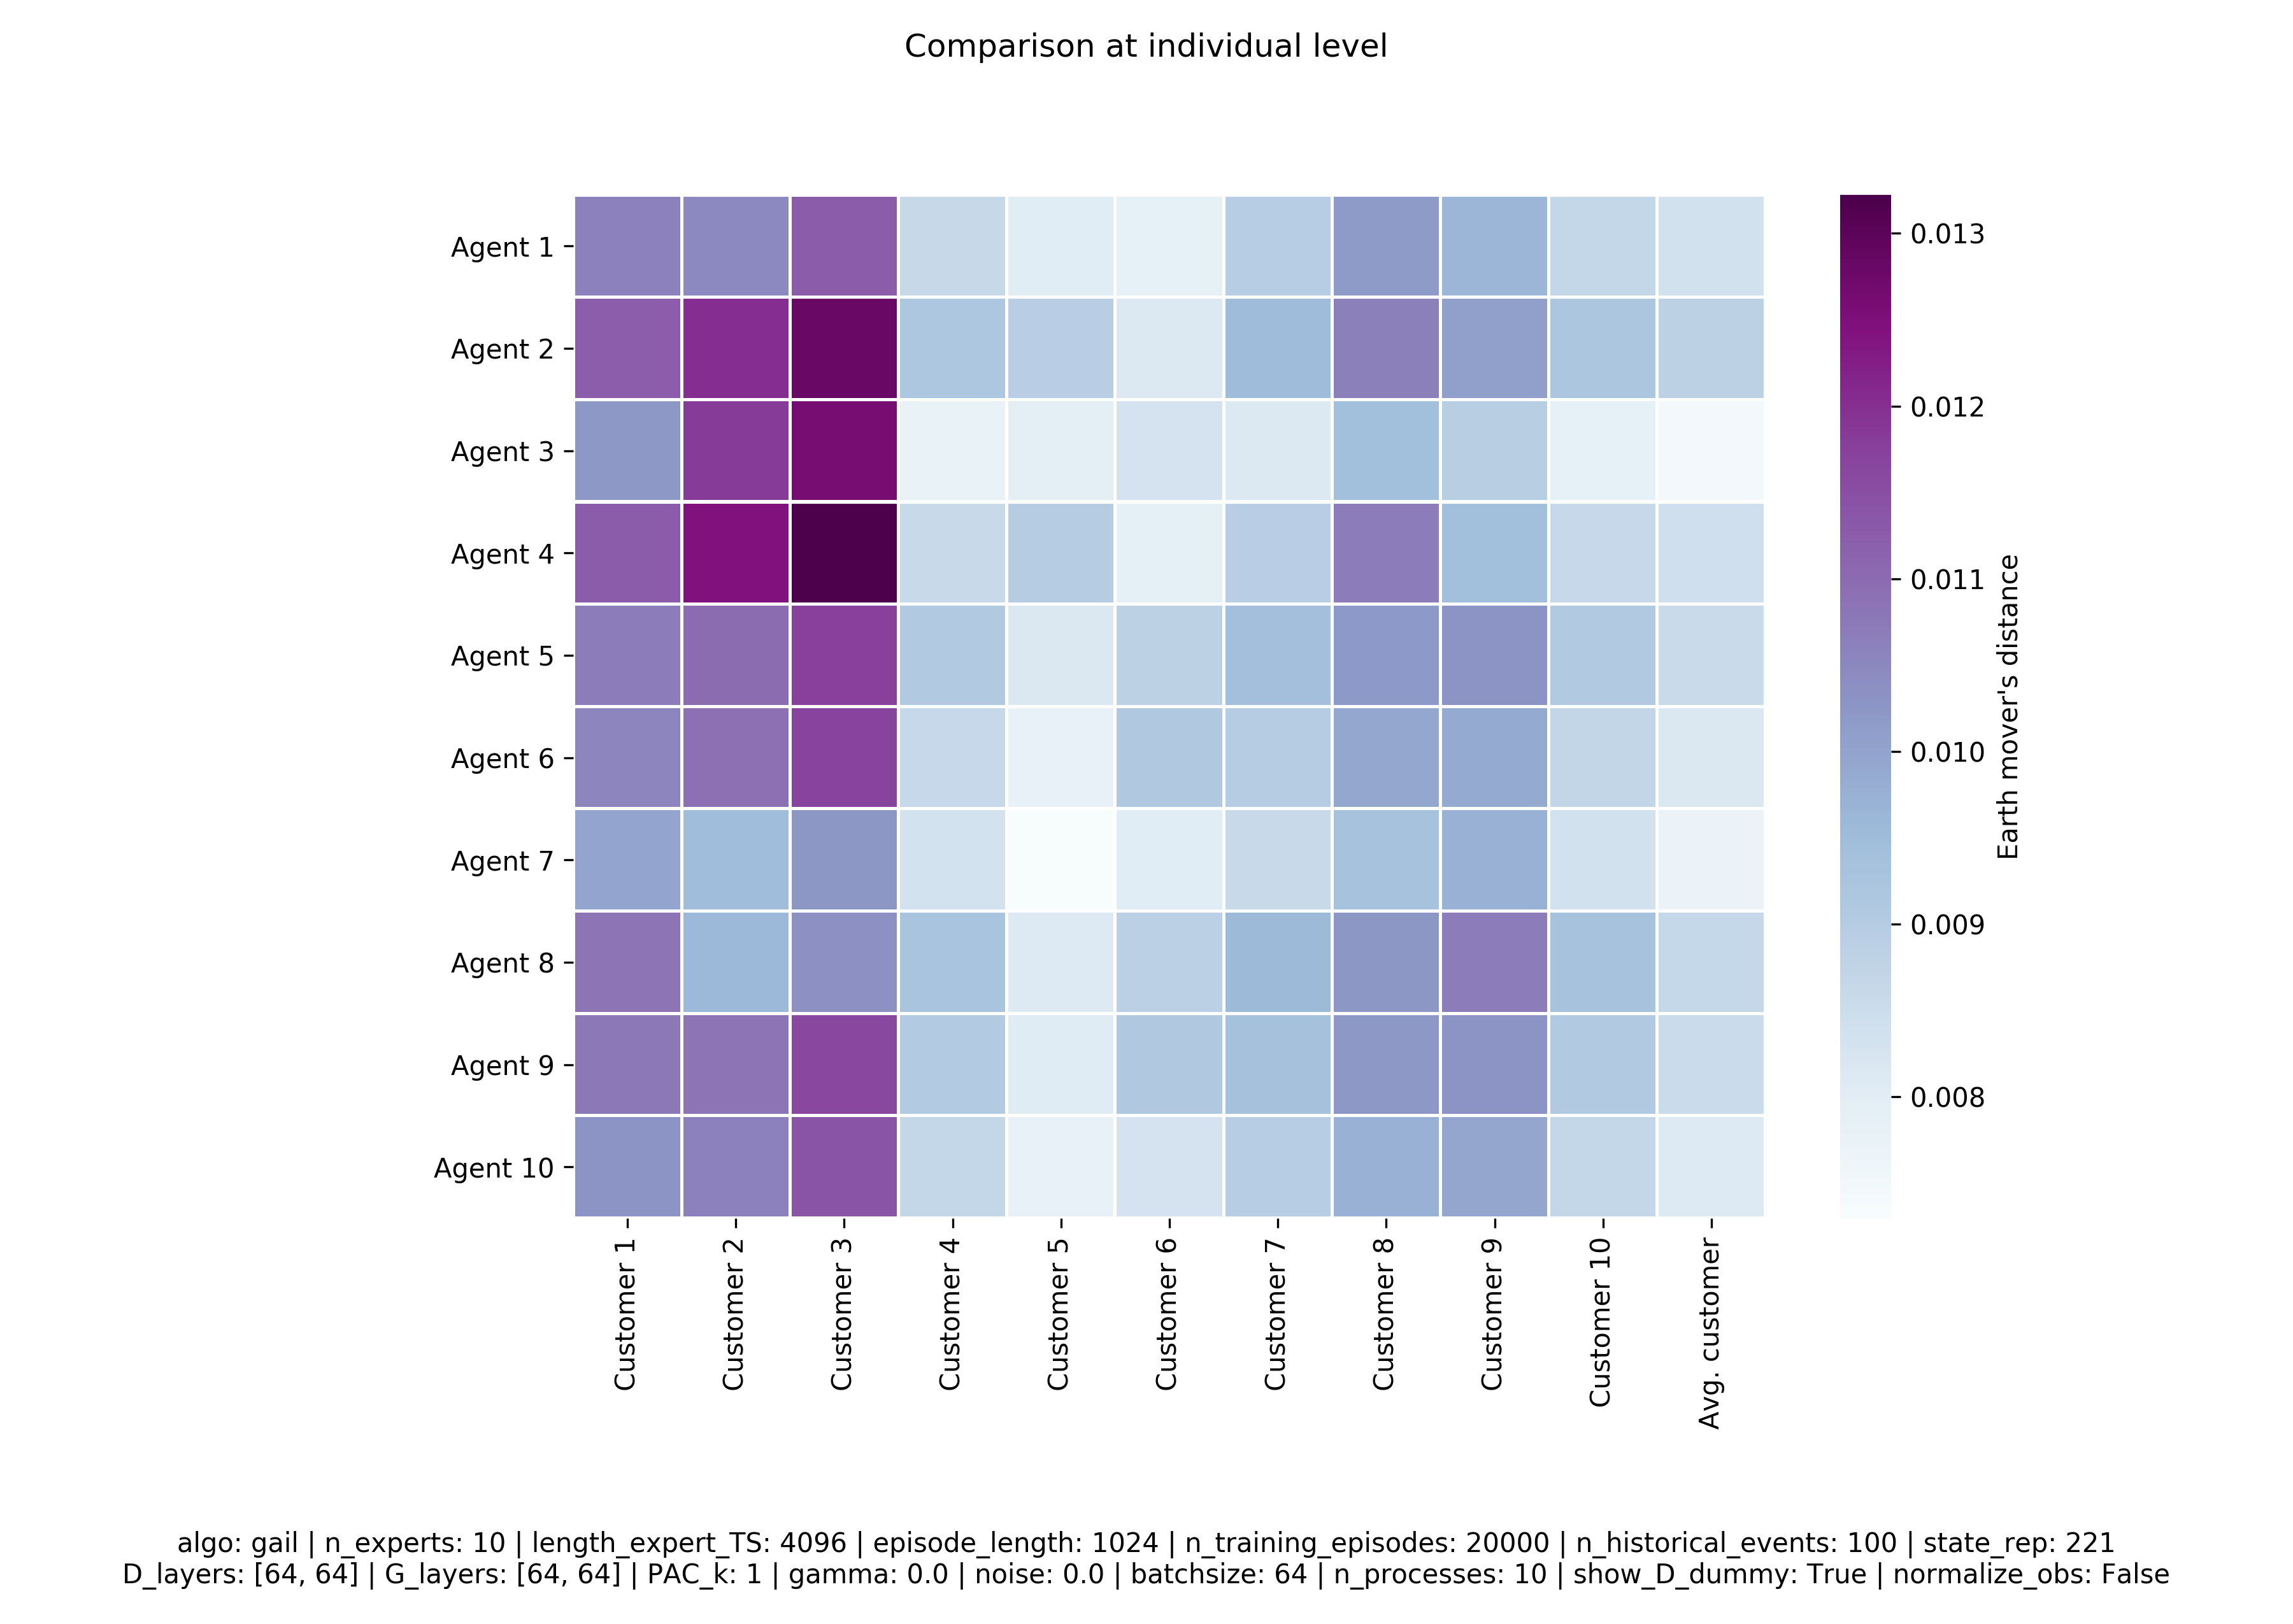 Comparison at individual level
Agent 1
Agent 2
Agent 3
Agent 4
Agent 5
Agent 6
Agent 7
Agent 8
Agent 9
Agent 10
Customer 1
Customer 2
Customer 3
Customer 4
Customer 5
Customer 6
Customer 7
Customer 8
Customer 9
Customer 10
Avg. customer
0.013
0.012
0.011
0.010
0.009
0.008
Earth mover's distance
algo: gail | n_experts: 10 | length_expert_TS: 4096 | episode_length: 1024 | n_training_episodes: 20000 | n_historical_events: 100 | state_rep: 221
D_layers: [64, 64] | G_layers: [64, 64] | PAC_k: 1 | gamma: 0.0 | noise: 0.0 | batchsize: 64 | n_processes: 10 | show_D_dummy: True | normalize_obs: False